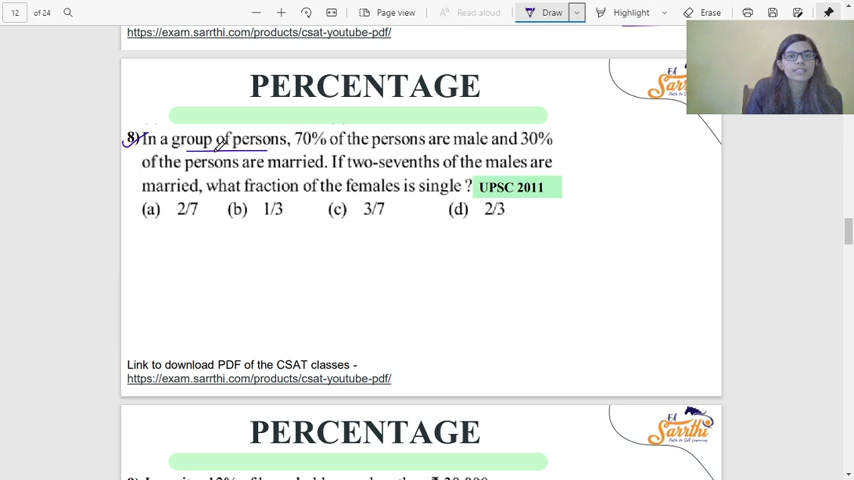 12 of 24 Page view Read aloud Draw Highlight Erase
https://exam.sarrthi.com/products/csat-youtube-pdf/
PERCENTAGE
Sarrthi
8) In a group of persons, 70% of the persons are male and 30%
of the persons are married. If two-sevenths of the males are
married, what fraction of the females is single ? UPSC 2011
(a) 2/7 (b) 1/3 (c) 3/7 (d) 2/3
Link to download PDF of the CSAT classes -
https://exam.sarrthi.com/products/csat-youtube-pdf/
PERCENTAGE
Sarrthi